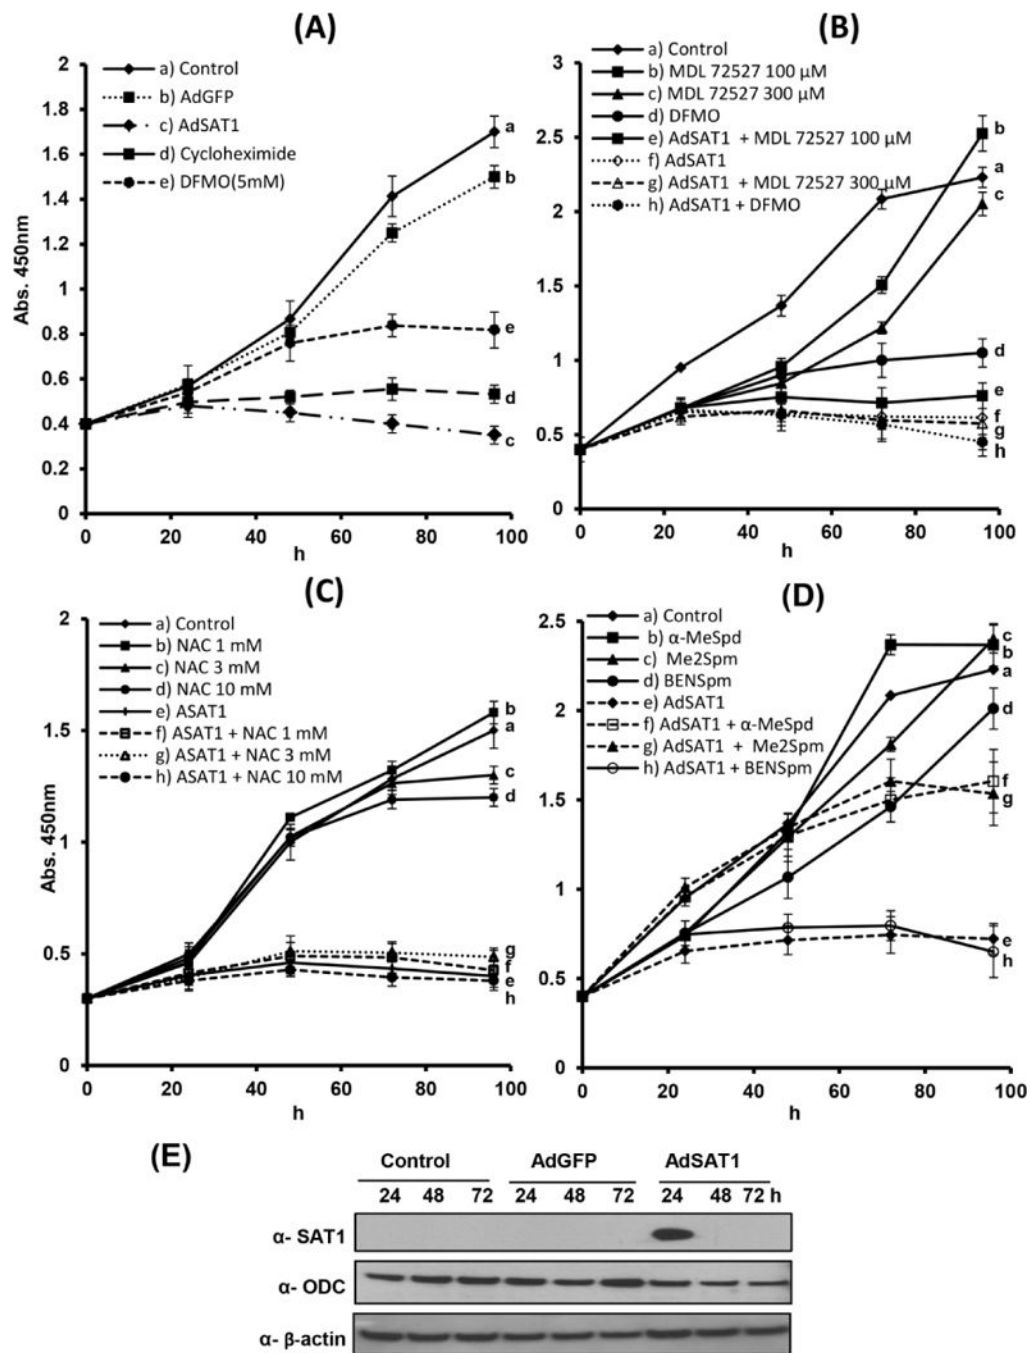 (A)
a) Control
b) AdGFP
c) AdSAT1
d) Cycloheximide
e) DFMO(5mM)
Abs. 450nm
2
1.8
1.6
1.4
1.2
1
0.8
0.6
0.4
0.2
0
0 20 40 60 80 100
h
a
b
e
d
c
(B)
a) Control
b) MDL 72527 100 µM
c) MDL 72527 300 µM
d) DFMO
e) AdSAT1 + MDL 72527 100 µM
f) AdSAT1
g) AdSAT1 + MDL 72527 300 µM
h) AdSAT1 + DFMO
3
2.5
2
1.5
1
0.5
0
0 20 40 60 80 100
h
b
a
c
d
e
f
g
h
(C)
a) Control
b) NAC 1 mM
c) NAC 3 mM
d) NAC 10 mM
e) ASAT1
f) ASAT1 + NAC 1 mM
g) ASAT1 + NAC 3 mM
h) ASAT1 + NAC 10 mM
Abs. 450nm
2
1.5
1
0.5
0
0 20 40 60 80 100
h
b
a
c
d
g
f
e
h
(D)
a) Control
b) α-MeSpd
c) Me2Spm
d) BENSpm
e) AdSAT1
f) AdSAT1 + α-MeSpd
g) AdSAT1 + Me2Spm
h) AdSAT1 + BENSpm
2.5
2
1.5
1
0.5
0
0 20 40 60 80 100
h
c
b
a
d
f
g
e
h
(E)
Control AdGFP AdSAT1
24 48 72 24 48 72 24 48 72 h
α- SAT1
α- ODC
α- β-actin